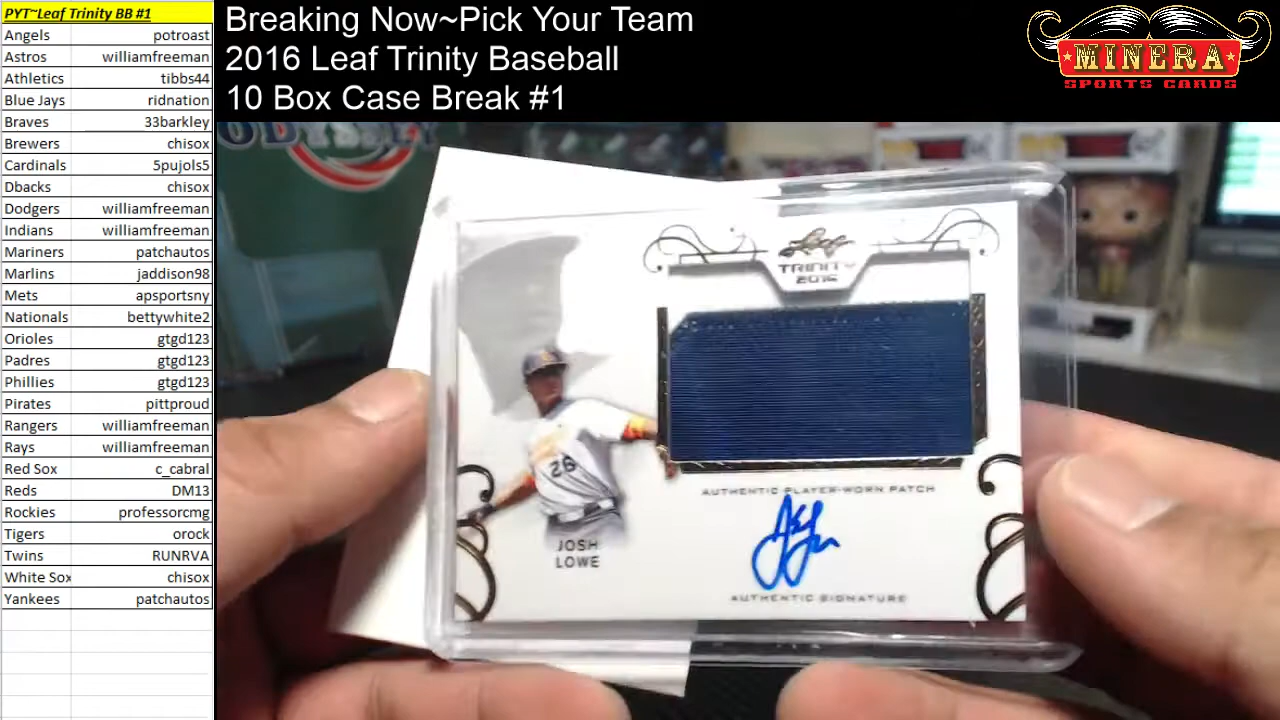 PYT~Leaf Trinity BB #1
Angels potroast
Astros williamfreeman
Athletics tibbs44
Blue Jays ridnation
Braves 33barkley
Brewers chisox
Cardinals 5pujols5
Dbacks chisox
Dodgers williamfreeman
Indians williamfreeman
Mariners patchautos
Marlins jaddison98
Mets apsportsny
Nationals bettywhite2
Orioles gtgd123
Padres gtgd123
Phillies gtgd123
Pirates pittproud
Rangers williamfreeman
Rays williamfreeman
Red Sox c_cabral
Reds DM13
Rockies professorcmg
Tigers orock
Twins RUNRVA
White Sox chisox
Yankees patchautos
Breaking Now~Pick Your Team
2016 Leaf Trinity Baseball
10 Box Case Break #1
MINERA
SPORTS CARDS
ODYSSEY
Leaf
TRINITY
2016
26
JOSH
LOWE
AUTHENTIC PLAYER-WORN PATCH
AUTHENTIC SIGNATURE